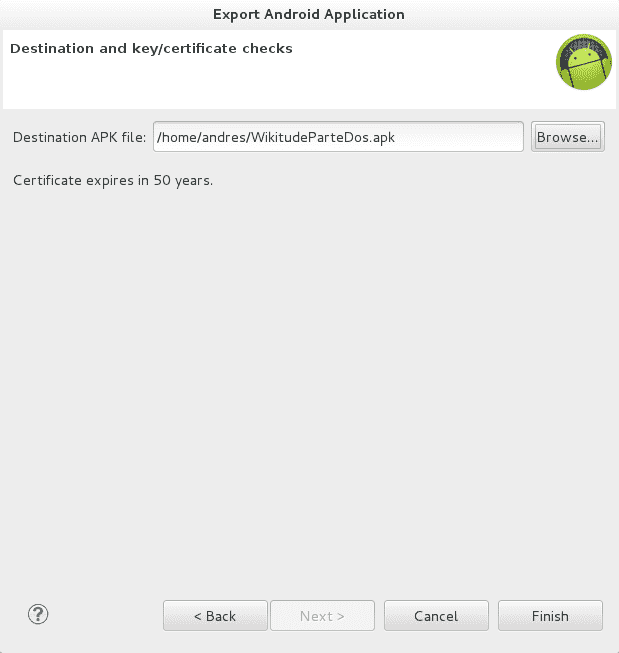 Export Android Application
Destination and key/certificate checks
Destination APK file: /home/andres/WikitudeParteDos.apk Browse...
Certificate expires in 50 years.
? < Back Next > Cancel Finish